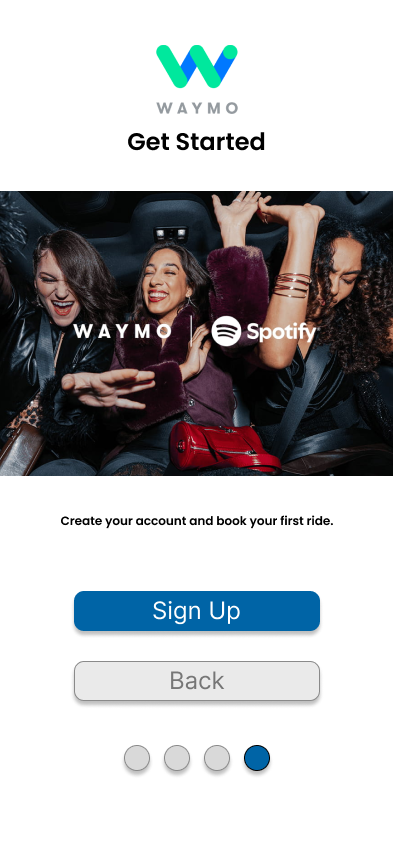 WAYMO
Get Started
WAYMO | Spotify
Create your account and book your first ride.
Sign Up
Back